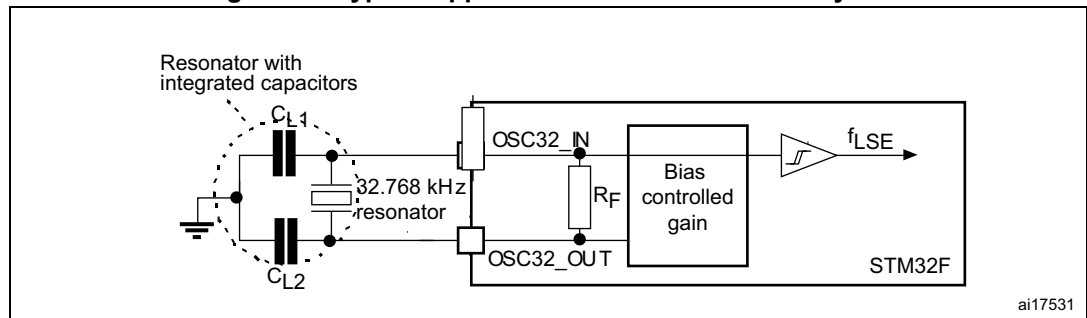 Resonator with
integrated capacitors
CL1
OSC32_IN
fLSE
Bias
controlled
gain
RF
32.768 kHz
resonator
OSC32_OUT
STM32F
CL2
ai17531